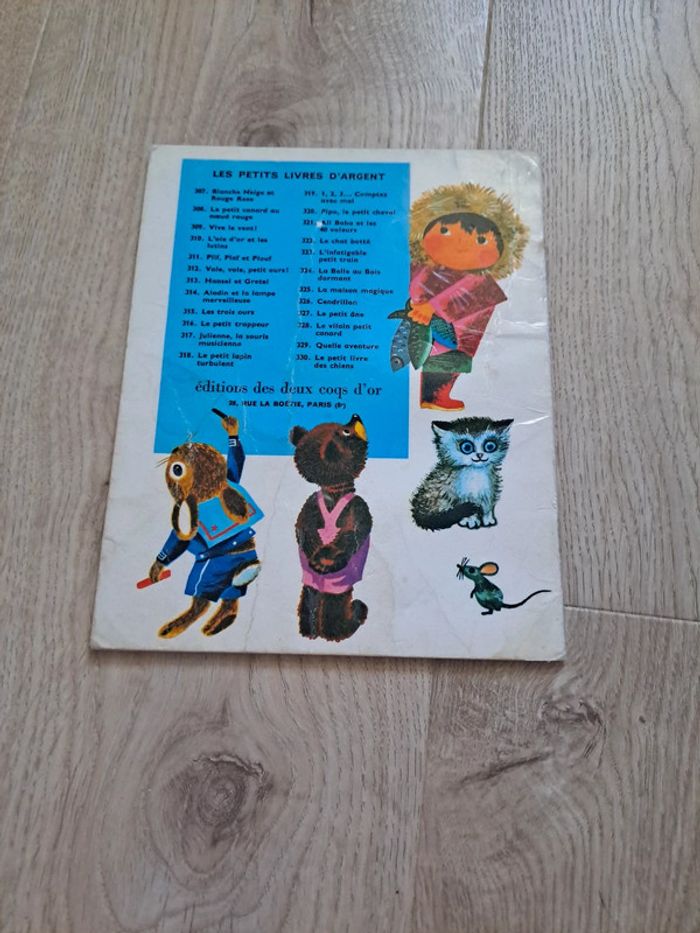 LES PETITS LIVRES D'ARGENT
307. Blanche Neige et
Rouge Rose
308. Le petit canard au
nœud rouge
309. Vive le vent!
310. L'oie d'or et les
lutins
311. Plif, Plaf et Plouf
312. Vole, vole, petit ours!
313. Hansel et Gretel
314. Aladin et la lampe
merveilleuse
315. Les trois ours
316. Le petit trappeur
317. Julienne, la souris
musicienne
318. Le petit lapin
turbulent
319. 1, 2, 3... Comptez
avec moi
320. Pipo, le petit cheval
321. Ali Baba et les
40 voleurs
322. Le chat botté
323. L'infatigable
petit train
324. La Belle au Bois
dormant
325. La maison magique
326. Cendrillon
327. Le petit âne
328. Le vilain petit
canard
329. Quelle aventure
330. Le petit livre
des chiens
éditions des deux coqs d'or
28, RUE LA BOÉTIE, PARIS (8e)